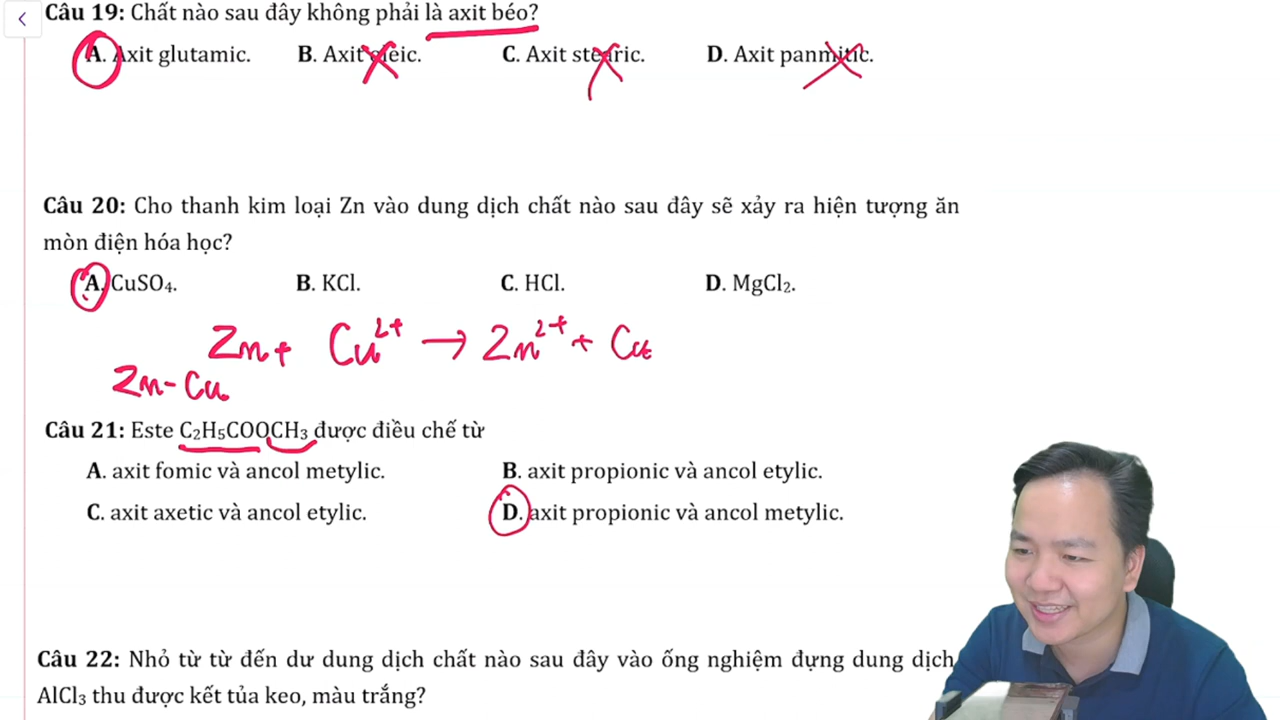 Câu 19: Chất nào sau đây không phải là axit béo?
A. Axit glutamic. B. Axit oleic. C. Axit stearic. D. Axit panmitic.
Câu 20: Cho thanh kim loại Zn vào dung dịch chất nào sau đây sẽ xảy ra hiện tượng ăn
mòn điện hóa học?
A. CuSO₄. B. KCl. C. HCl. D. MgCl₂.
Zn + Cu²⁺ → Zn²⁺ + Cu
Zn - Cu
Câu 21: Este C₂H₅COOCH₃ được điều chế từ
A. axit fomic và ancol metylic. B. axit propionic và ancol etylic.
C. axit axetic và ancol etylic. D. axit propionic và ancol metylic.
Câu 22: Nhỏ từ từ đến dư dung dịch chất nào sau đây vào ống nghiệm đựng dung dịch
AlCl₃ thu được kết tủa keo, màu trắng?